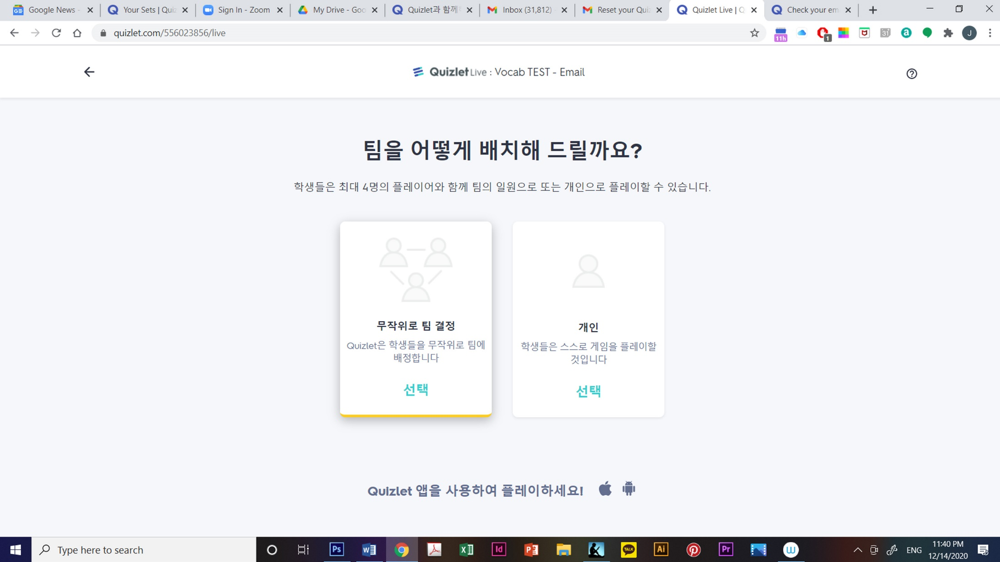 Google News -
Your Sets | Quiz
Sign In - Zoom
My Drive - Goo
Quizlet과 함께
Inbox (31,812) -
Reset your Quiz
Quizlet Live | Q
Check your em
quizlet.com/556023856/live
11h
1
31
a
J
Quizlet Live : Vocab TEST - Email
팀을 어떻게 배치해 드릴까요?
학생들은 최대 4명의 플레이어와 함께 팀의 일원으로 또는 개인으로 플레이할 수 있습니다.
무작위로 팀 결정
Quizlet은 학생들을 무작위로 팀에
배정합니다
선택
개인
학생들은 스스로 게임을 플레이할
것입니다
선택
Quizlet 앱을 사용하여 플레이하세요!
Type here to search
Ps
Id
TALK
Ai
Pr
ENG
11:40 PM
12/14/2020